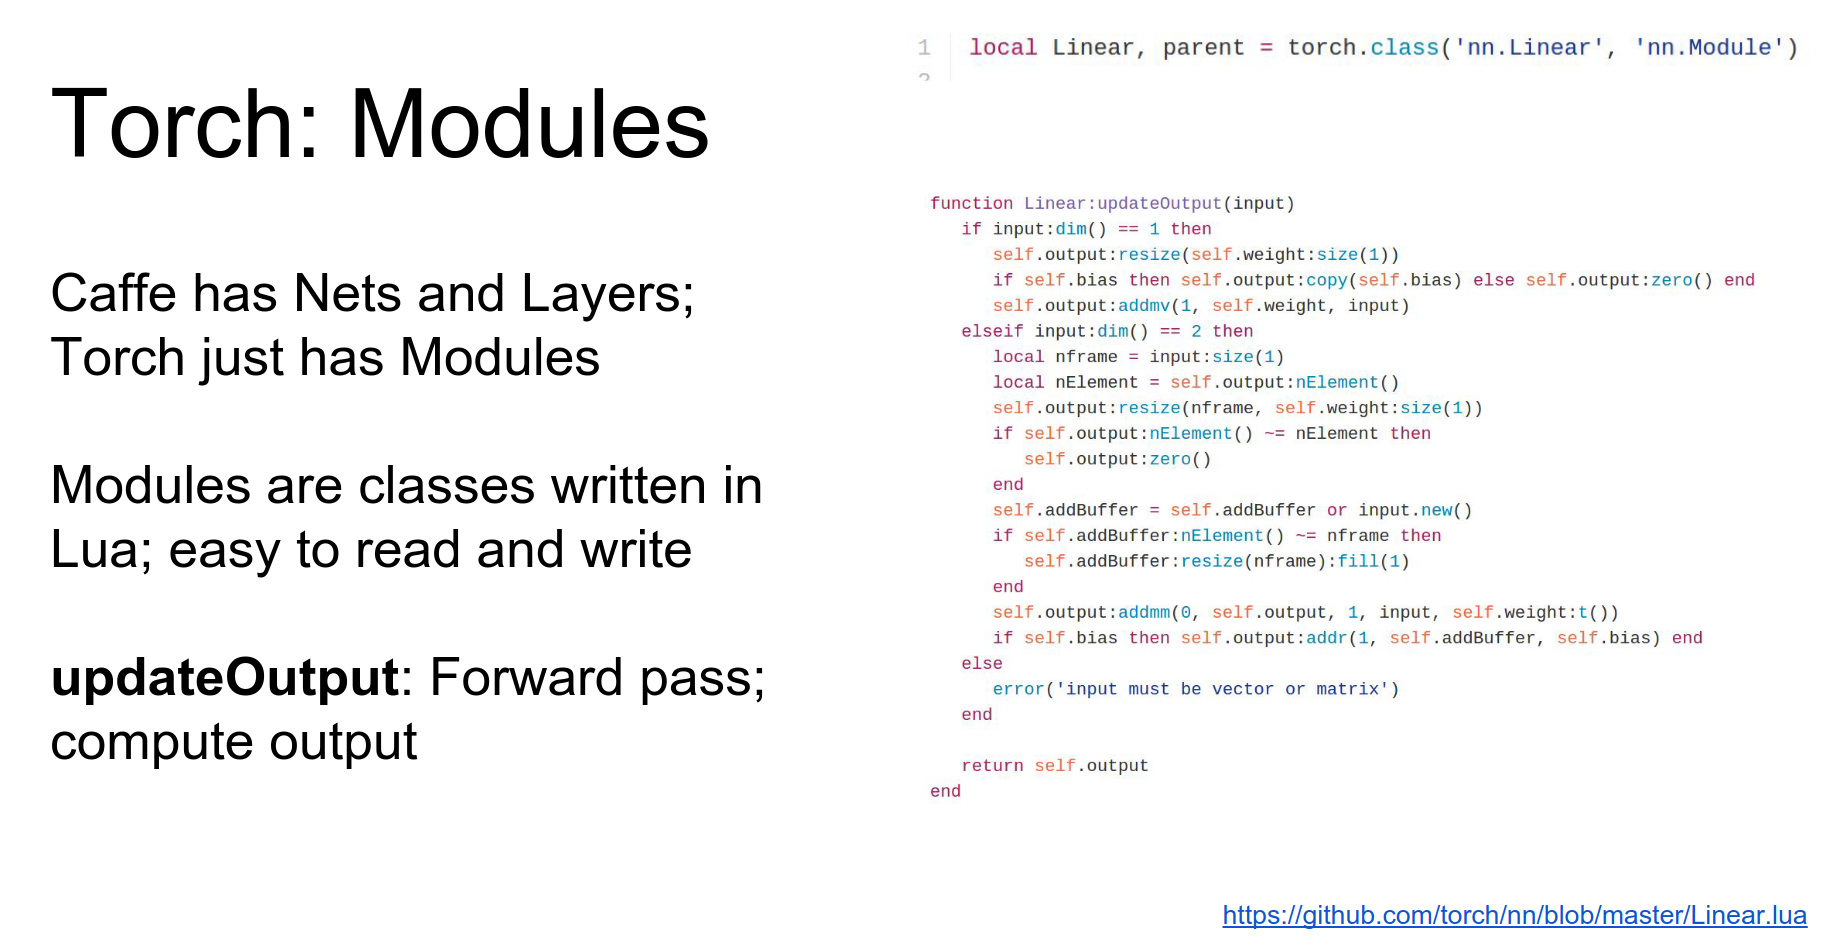 Torch: Modules
Caffe has Nets and Layers;
Torch just has Modules
Modules are classes written in
Lua; easy to read and write
updateOutput: Forward pass;
compute output
1 local Linear, parent = torch.class('nn.Linear', 'nn.Module')
2
function Linear:updateOutput(input)
   if input:dim() == 1 then
      self.output:resize(self.weight:size(1))
      if self.bias then self.output:copy(self.bias) else self.output:zero() end
      self.output:addmv(1, self.weight, input)
   elseif input:dim() == 2 then
      local nframe = input:size(1)
      local nElement = self.output:nElement()
      self.output:resize(nframe, self.weight:size(1))
      if self.output:nElement() ~= nElement then
         self.output:zero()
      end
      self.addBuffer = self.addBuffer or input.new()
      if self.addBuffer:nElement() ~= nframe then
         self.addBuffer:resize(nframe):fill(1)
      end
      self.output:addmm(0, self.output, 1, input, self.weight:t())
      if self.bias then self.output:addr(1, self.addBuffer, self.bias) end
   else
      error('input must be vector or matrix')
   end
   return self.output
end
https://github.com/torch/nn/blob/master/Linear.lua